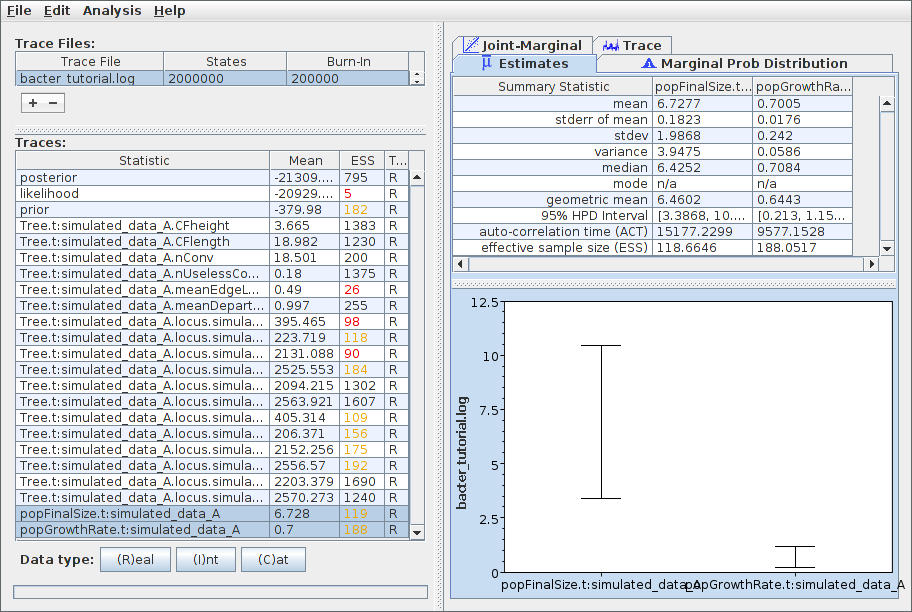 File Edit Analysis Help
Trace Files:
Trace File States Burn-In
bacter_tutorial.log 2000000 200000
+ −
Traces:
Statistic Mean ESS T...
posterior -21309.... 795 R
likelihood -20929.... 5 R
prior -379.98 182 R
Tree.t:simulated_data_A.CFheight 3.665 1383 R
Tree.t:simulated_data_A.CFlength 18.982 1230 R
Tree.t:simulated_data_A.nConv 18.501 200 R
Tree.t:simulated_data_A.nUselessCo... 0.18 1375 R
Tree.t:simulated_data_A.meanEdgeL... 0.49 26 R
Tree.t:simulated_data_A.meanDepart... 0.997 255 R
Tree.t:simulated_data_A.locus.simula... 395.465 98 R
Tree.t:simulated_data_A.locus.simula... 223.719 118 R
Tree.t:simulated_data_A.locus.simula... 2131.088 90 R
Tree.t:simulated_data_A.locus.simula... 2525.553 184 R
Tree.t:simulated_data_A.locus.simula... 2094.215 1302 R
Tree.t:simulated_data_A.locus.simula... 2563.921 1607 R
Tree.t:simulated_data_A.locus.simula... 405.314 109 R
Tree.t:simulated_data_A.locus.simula... 206.371 156 R
Tree.t:simulated_data_A.locus.simula... 2152.256 175 R
Tree.t:simulated_data_A.locus.simula... 2556.57 192 R
Tree.t:simulated_data_A.locus.simula... 2203.379 1690 R
Tree.t:simulated_data_A.locus.simula... 2570.273 1240 R
popFinalSize.t:simulated_data_A 6.728 119 R
popGrowthRate.t:simulated_data_A 0.7 188 R
Data type: (R)eal (I)nt (C)at
Joint-Marginal Trace
μ Estimates Marginal Prob Distribution
Summary Statistic popFinalSize.t... popGrowthRa...
mean 6.7277 0.7005
stderr of mean 0.1823 0.0176
stdev 1.9868 0.242
variance 3.9475 0.0586
median 6.4252 0.7084
mode n/a n/a
geometric mean 6.4602 0.6443
95% HPD Interval [3.3868, 10.... [0.213, 1.15...
auto-correlation time (ACT) 15177.2299 9577.1528
effective sample size (ESS) 118.6646 188.0517
12.5
10
7.5
5
2.5
0
bacter_tutorial.log
popFinalSize.t:simulated_data_A popGrowthRate.t:simulated_data_A